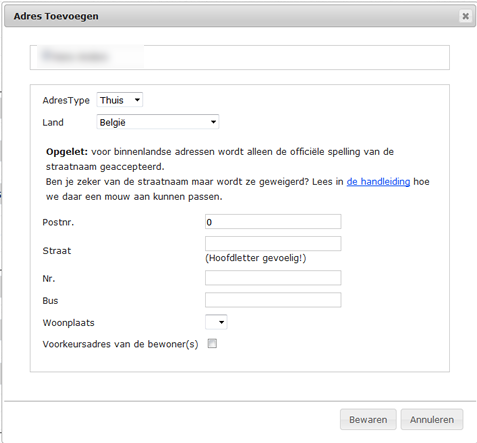 Adres Toevoegen
AdresType Thuis
Land België
Opgelet: voor binnenlandse adressen wordt alleen de officiële spelling van de
straatnaam geaccepteerd.
Ben je zeker van de straatnaam maar wordt ze geweigerd? Lees in de handleiding hoe
we daar een mouw aan kunnen passen.
Postnr. 0
Straat
(Hoofdletter gevoelig!)
Nr.
Bus
Woonplaats
Voorkeursadres van de bewoner(s)
Bewaren Annuleren